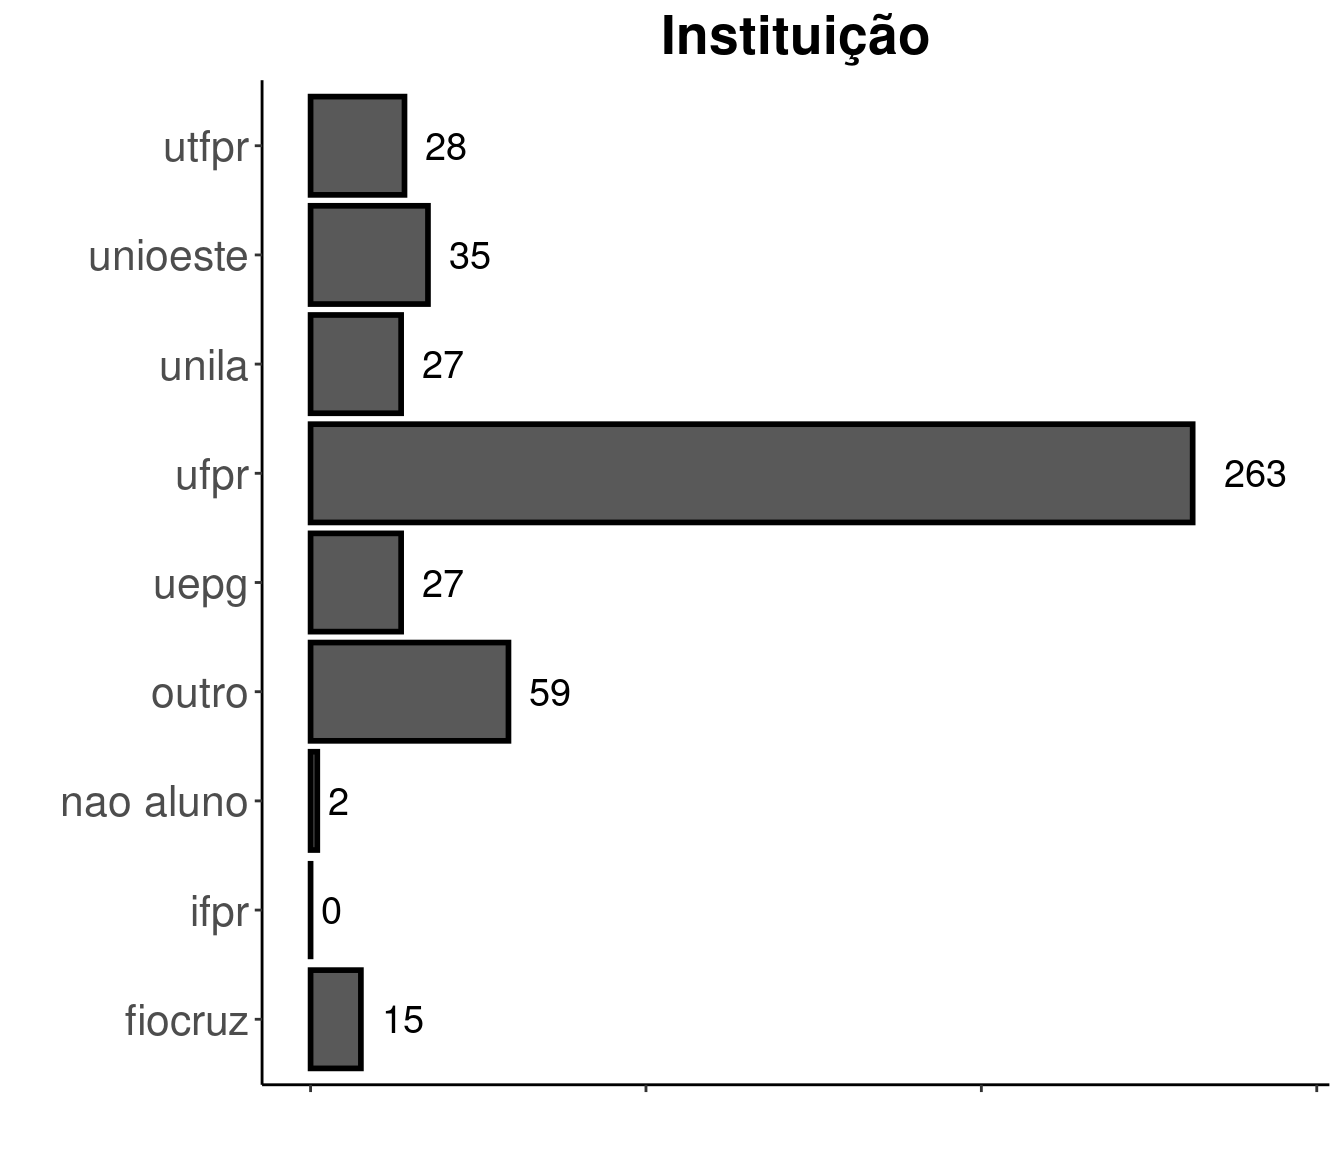 Instituição
utfpr 28
unioeste 35
unila 27
ufpr 263
uepg 27
outro 59
nao aluno 2
ifpr 0
fiocruz 15